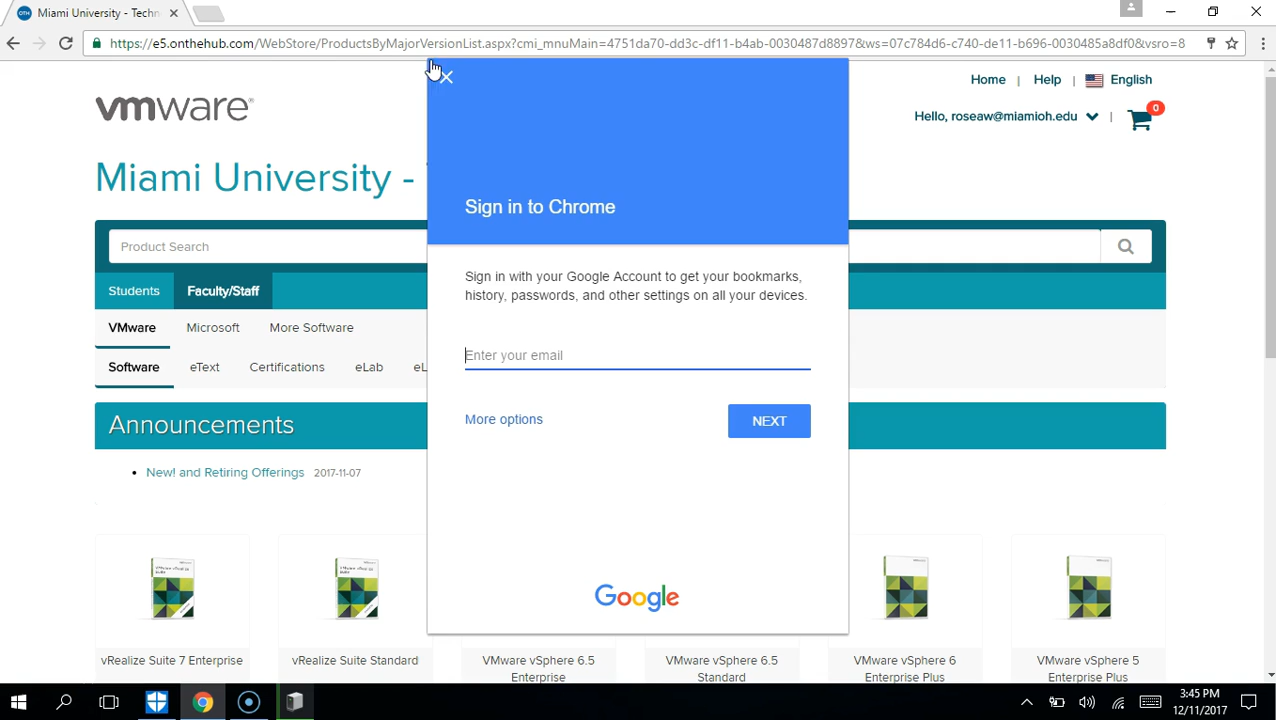 Miami University - Techn
https://e5.onthehub.com/WebStore/ProductsByMajorVersionList.aspx?cmi_mnuMain=4751da70-dd3c-df11-b4ab-0030487d8897&ws=07c784d6-c740-de11-b696-0030485a8df0&vsro=8
Home | Help | English
vmware
Hello, roseaw@miamioh.edu | 0
Miami University -
Sign in to Chrome
Product Search
Students Faculty/Staff
Sign in with your Google Account to get your bookmarks,
history, passwords, and other settings on all your devices.
VMware Microsoft More Software
Enter your email
Software eText Certifications eLab eL
More options NEXT
Announcements
New! and Retiring Offerings 2017-11-07
Google
vRealize Suite 7 Enterprise
vRealize Suite Standard
VMware vSphere 6.5
Enterprise
VMware vSphere 6.5
Standard
VMware vSphere 6
Enterprise Plus
VMware vSphere 5
Enterprise Plus
3:45 PM
12/11/2017